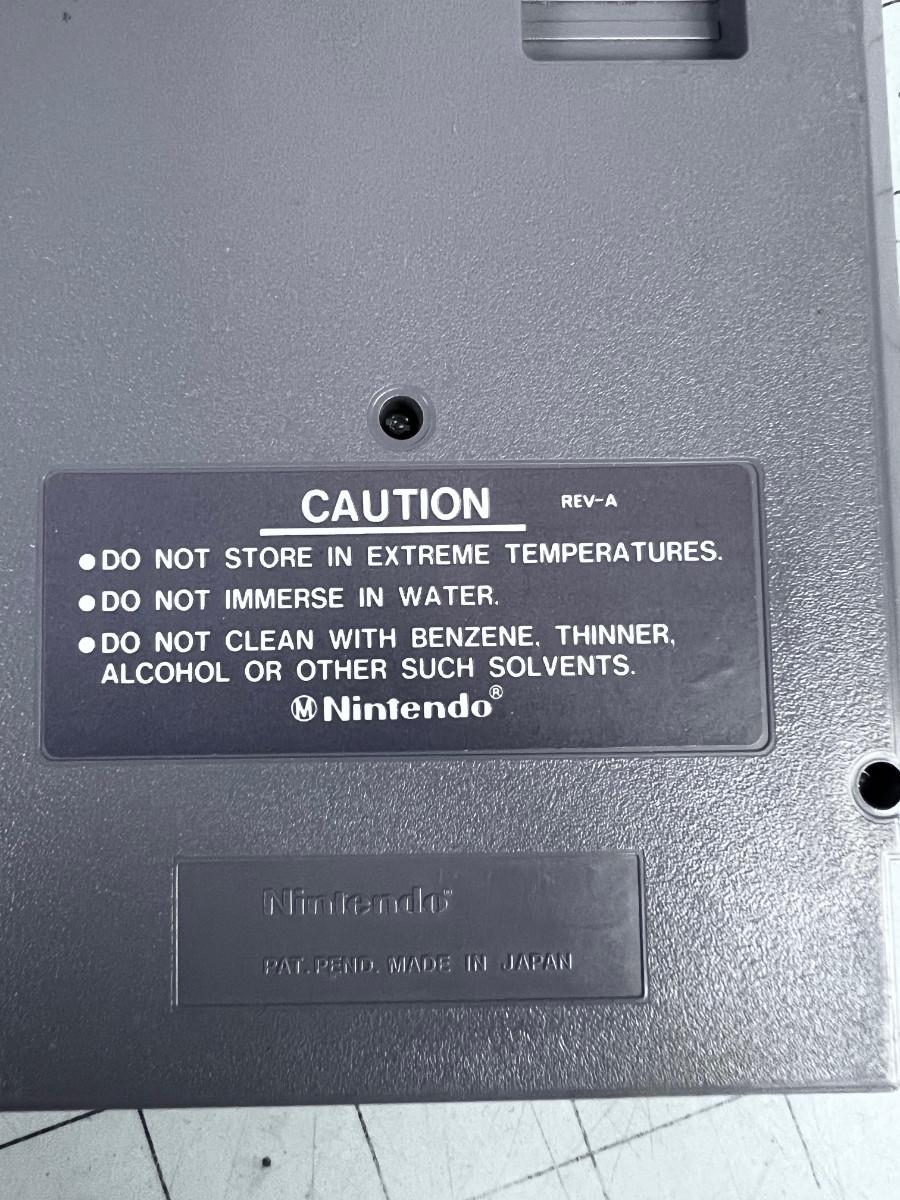 CAUTION REV-A
●DO NOT STORE IN EXTREME TEMPERATURES.
●DO NOT IMMERSE IN WATER.
●DO NOT CLEAN WITH BENZENE, THINNER,
ALCOHOL OR OTHER SUCH SOLVENTS.
Ⓜ Nintendo®
Nintendo
PAT. PEND. MADE IN JAPAN